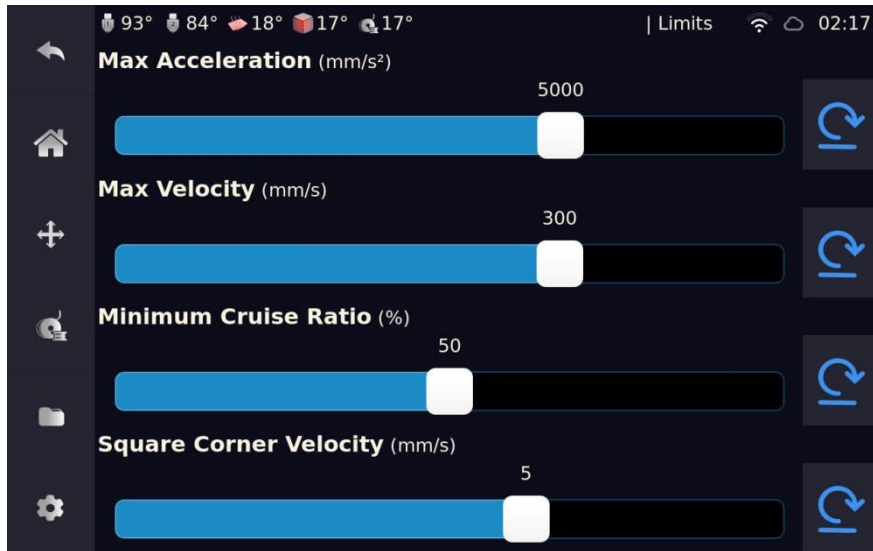 93° 84° 18° 17° 17° | Limits 02:17
Max Acceleration (mm/s²)
5000
Max Velocity (mm/s)
300
Minimum Cruise Ratio (%)
50
Square Corner Velocity (mm/s)
5